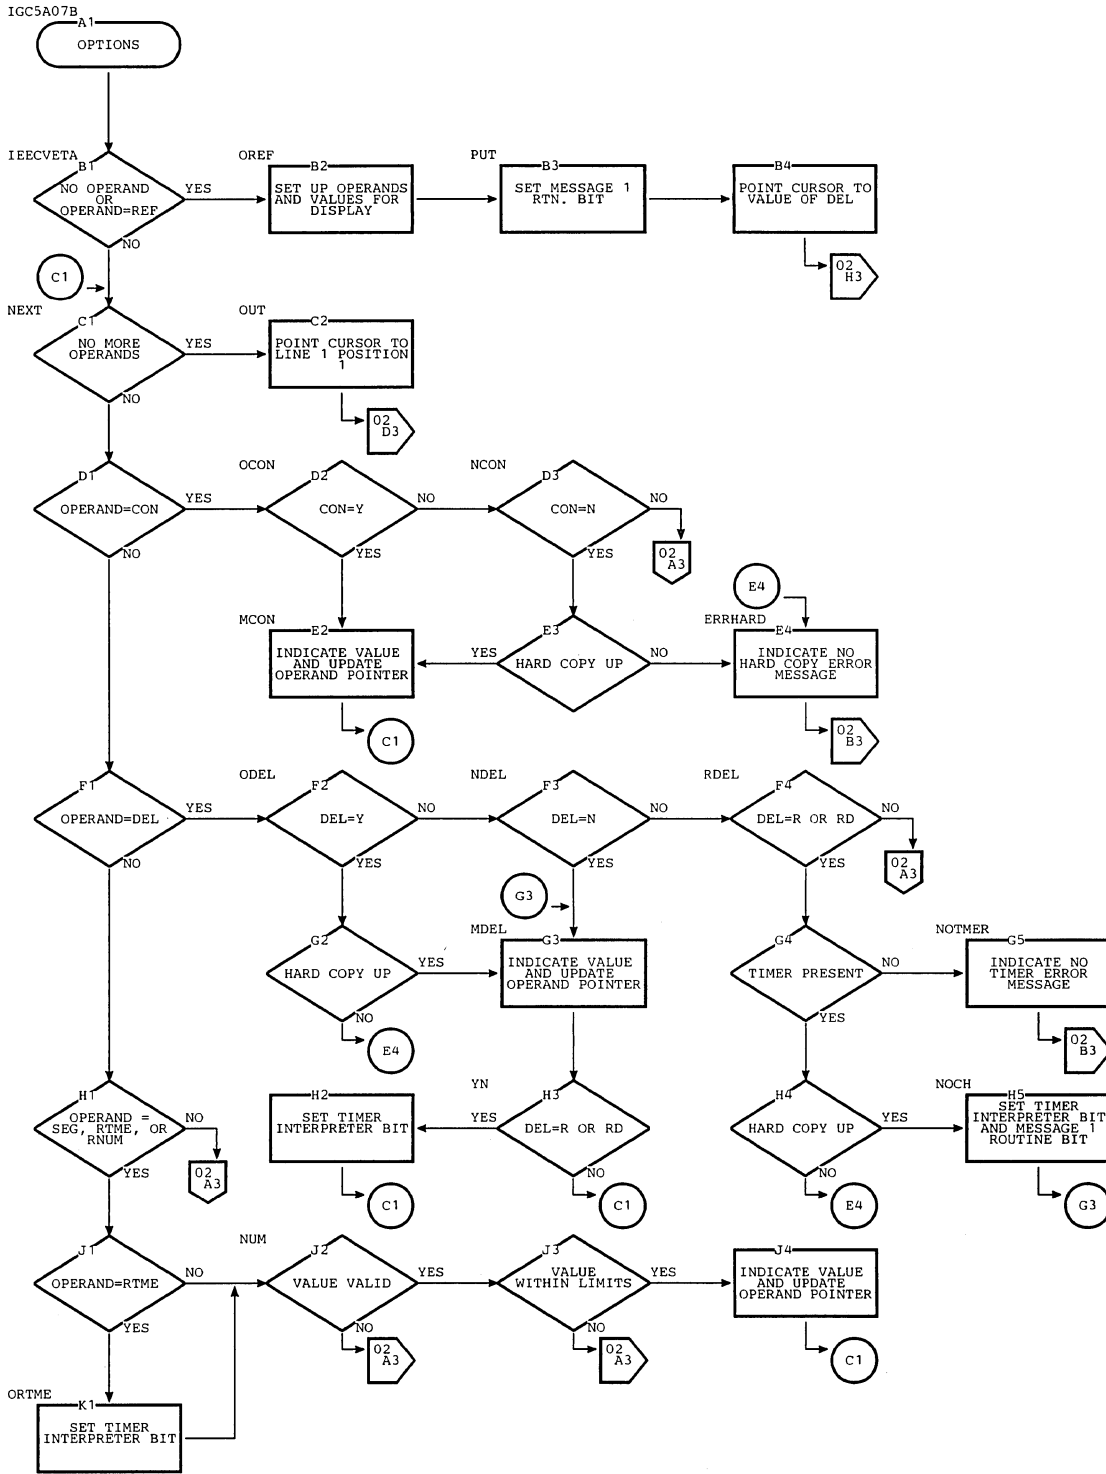 IGC5A07B
A1
OPTIONS
IEECVETA
B1
NO OPERAND
OR
OPERAND=REF
YES
NO
OREF
B2
SET UP OPERANDS
AND VALUES FOR
DISPLAY
PUT
B3
SET MESSAGE 1
RTN. BIT
B4
POINT CURSOR TO
VALUE OF DEL
02
H3
C1
NEXT
C1
NO MORE
OPERANDS
YES
NO
OUT
C2
POINT CURSOR TO
LINE 1 POSITION
1
02
D3
D1
OPERAND=CON
YES
NO
OCON
D2
CON=Y
NO
YES
NCON
D3
CON=N
NO
YES
02
A3
E4
MCON
E2
INDICATE VALUE
AND UPDATE
OPERAND POINTER
C1
E3
YES
HARD COPY UP
NO
ERRHARD
E4
INDICATE NO
HARD COPY ERROR
MESSAGE
02
B3
F1
OPERAND=DEL
YES
NO
ODEL
F2
DEL=Y
NO
YES
NDEL
F3
DEL=N
NO
YES
RDEL
F4
DEL=R OR RD
NO
YES
02
A3
G3
G2
HARD COPY UP
YES
NO
E4
MDEL
G3
INDICATE VALUE
AND UPDATE
OPERAND POINTER
G4
TIMER PRESENT
NO
YES
NOTMER
G5
INDICATE NO
TIMER ERROR
MESSAGE
02
B3
H1
OPERAND =
SEG, RTME, OR
RNUM
NO
YES
02
A3
H2
SET TIMER
INTERPRETER BIT
C1
YN
H3
YES
DEL=R OR RD
NO
C1
H4
HARD COPY UP
YES
NO
E4
NOCH
H5
SET TIMER
INTERPRETER BIT
AND MESSAGE 1
ROUTINE BIT
G3
J1
OPERAND=RTME
NO
YES
NUM
J2
VALUE VALID
YES
NO
02
A3
J3
VALUE
WITHIN LIMITS
YES
NO
02
A3
J4
INDICATE VALUE
AND UPDATE
OPERAND POINTER
C1
ORTME
K1
SET TIMER
INTERPRETER BIT